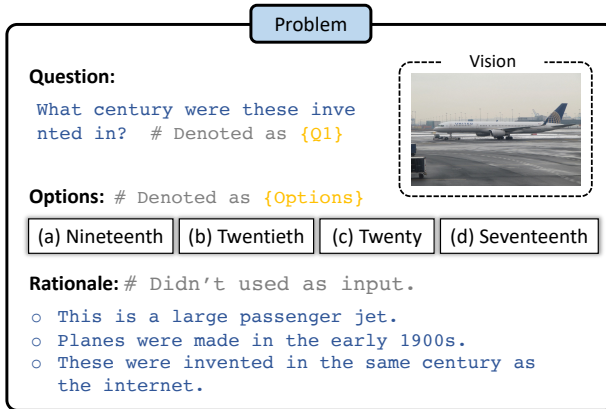 Problem
Question:
Vision
What century were these inve
nted in? # Denoted as {Q1}
Options: # Denoted as {Options}
(a) Nineteenth (b) Twentieth (c) Twenty (d) Seventeenth
Rationale: # Didn't used as input.
○ This is a large passenger jet.
○ Planes were made in the early 1900s.
○ These were invented in the same century as
the internet.